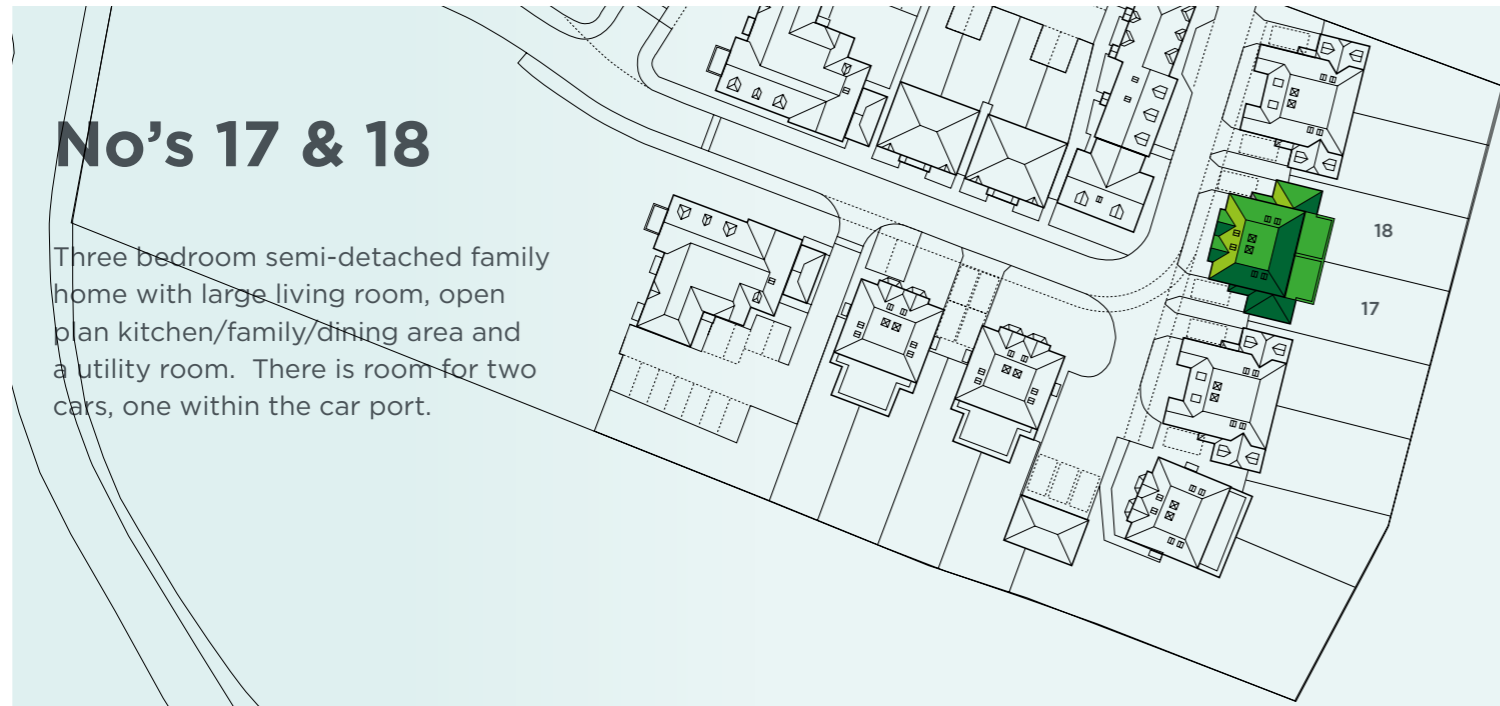 No’s 17 & 18
Three bedroom semi-detached family
home with large living room, open
plan kitchen/family/dining area and
a utility room.  There is room for two
cars, one within the car port.
18
17